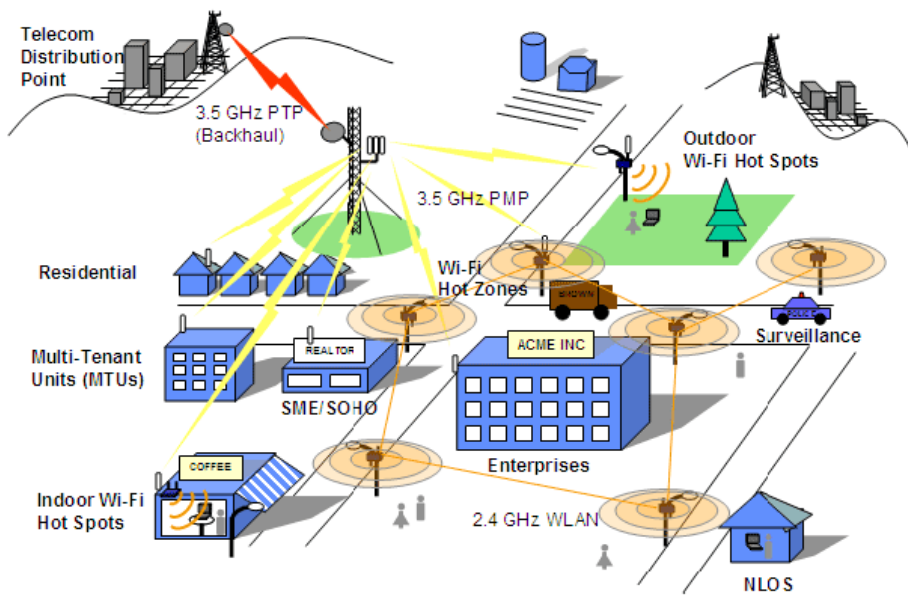 Telecom
Distribution
Point
3.5 GHz PTP
(Backhaul)
Outdoor
Wi-Fi Hot Spots
3.5 GHz PMP
Residential
Wi-Fi
Hot Zones
BROWN
POLICE
Surveillance
Multi-Tenant
Units (MTUs)
REALTOR
ACME INC
SME/SOHO
COFFEE
Enterprises
Indoor Wi-Fi
Hot Spots
2.4 GHz WLAN
NLOS